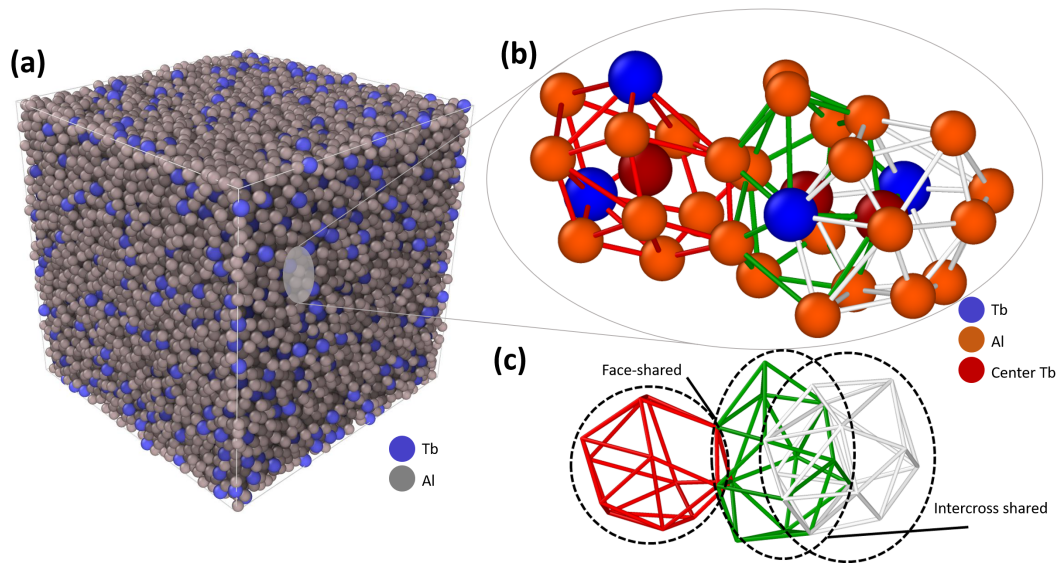 (a)
(b)
Tb
Al
Tb
Al
Center Tb
(c)
Face-shared
Intercross shared